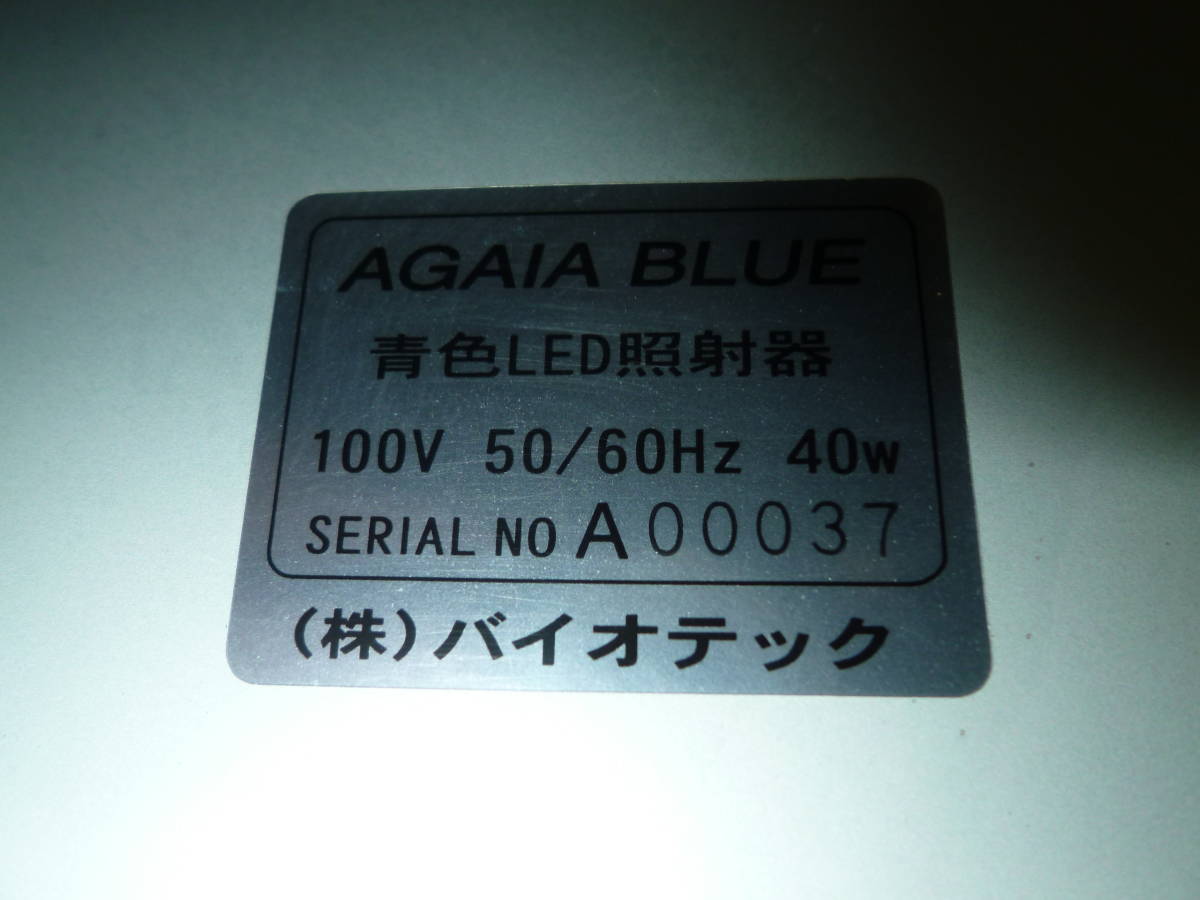 AGAIA BLUE
青色LED照射器
100V 50/60Hz 40w
SERIAL NO A00037
(株)バイオテック